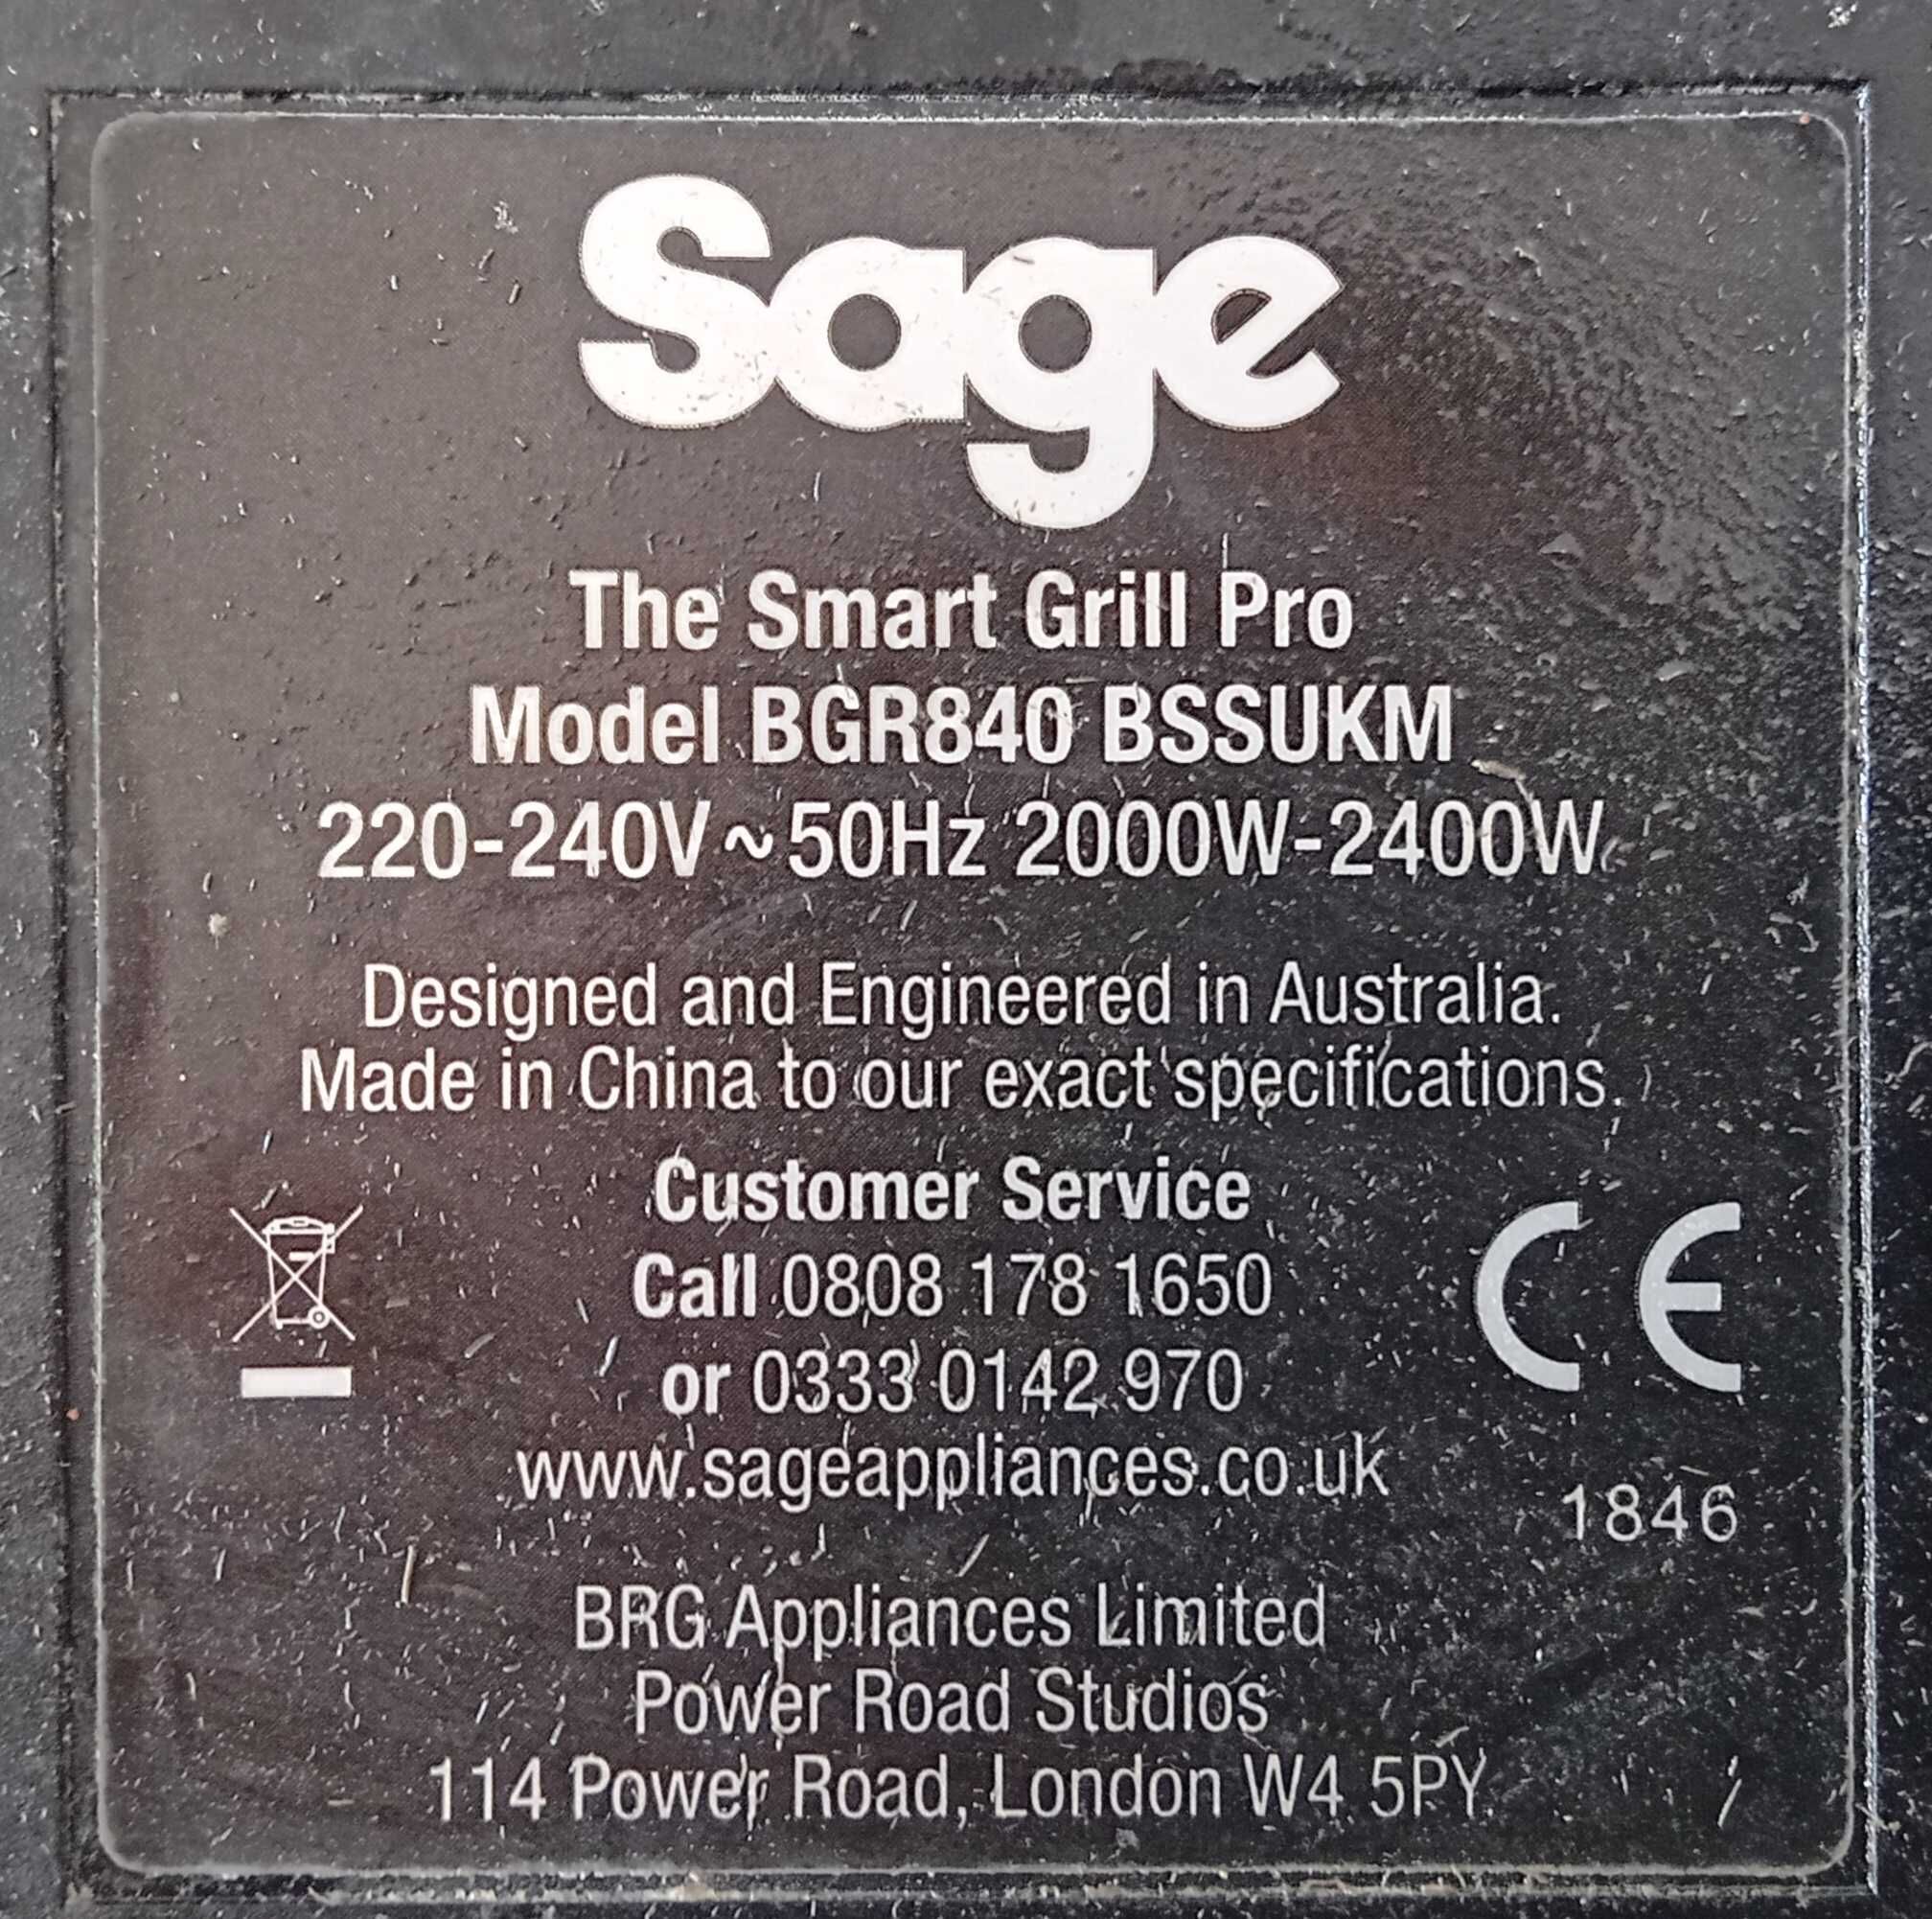 Sage
The Smart Grill Pro
Model BGR840 BSSUKM
220-240V~50Hz 2000W-2400W
Designed and Engineered in Australia.
Made in China to our exact specifications.
Customer Service
Call 0808 178 1650
or 0333 0142 970
www.sageappliances.co.uk
CE
1846
BRG Appliances Limited
Power Road Studios
114 Power Road, London W4 5PY